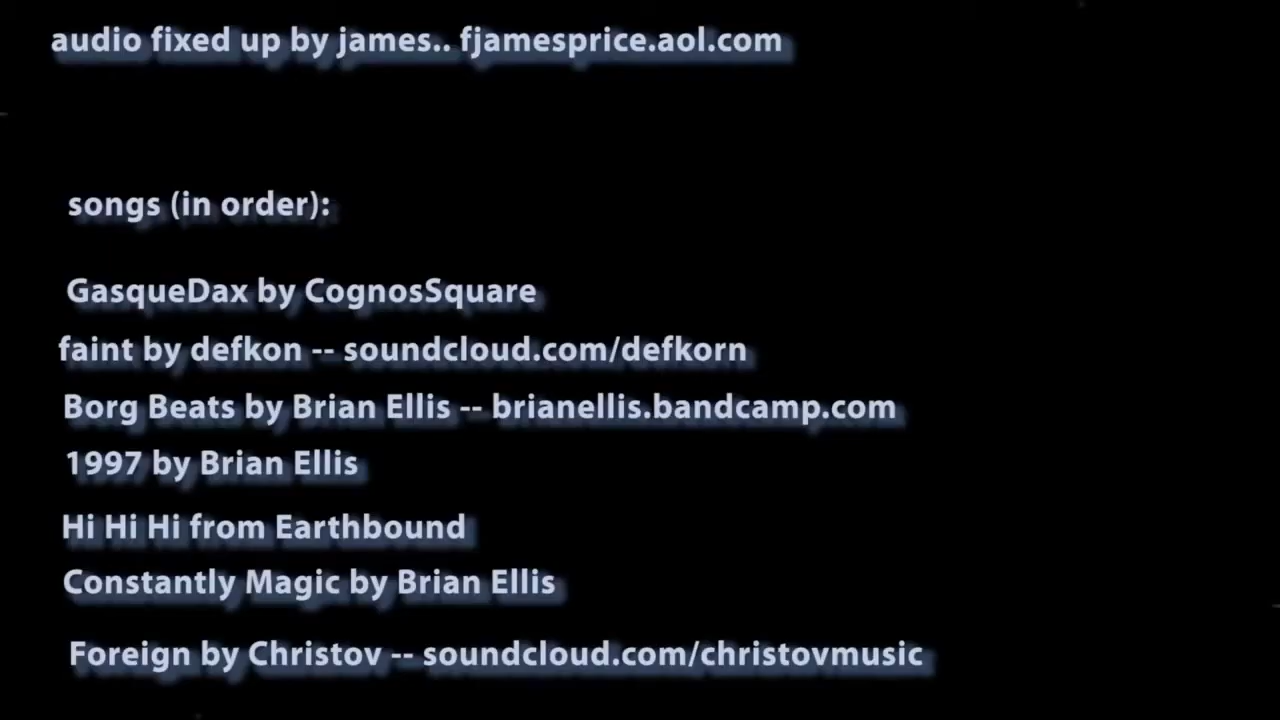 audio fixed up by james.. fjamesprice.aol.com
songs (in order):
GasqueDax by CognosSquare
faint by defkon -- soundcloud.com/defkorn
Borg Beats by Brian Ellis -- brianellis.bandcamp.com
1997 by Brian Ellis
Hi Hi Hi from Earthbound
Constantly Magic by Brian Ellis
Foreign by Christov -- soundcloud.com/christovmusic